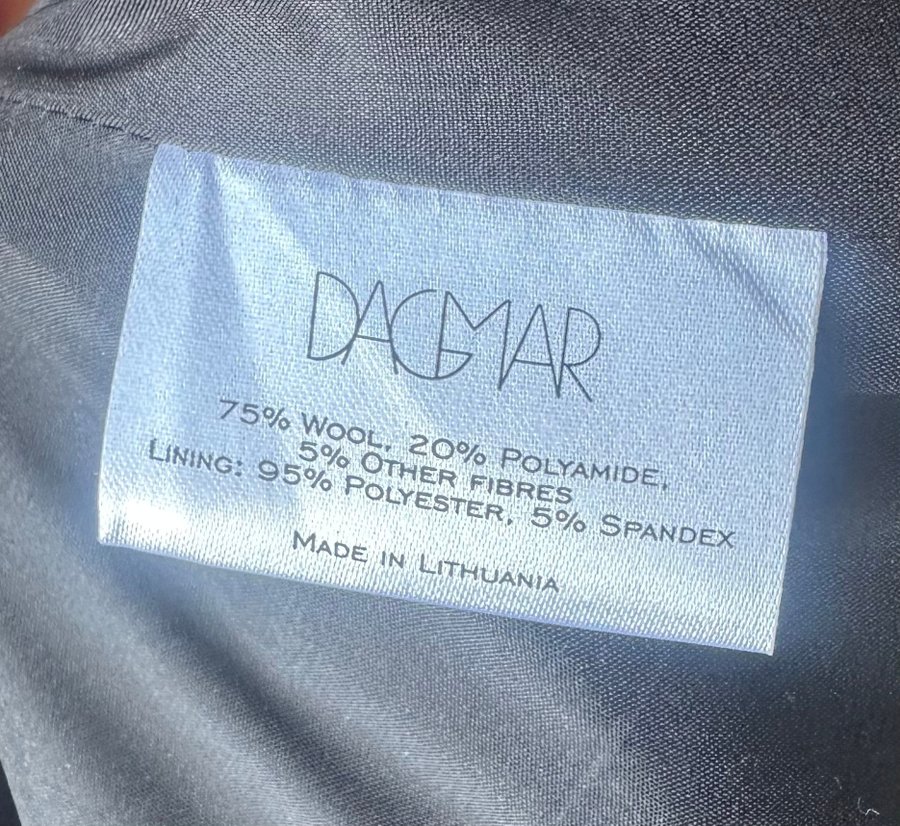 DAGMAR
75% WOOL, 20% POLYAMIDE,
5% OTHER FIBRES
LINING: 95% POLYESTER, 5% SPANDEX
MADE IN LITHUANIA